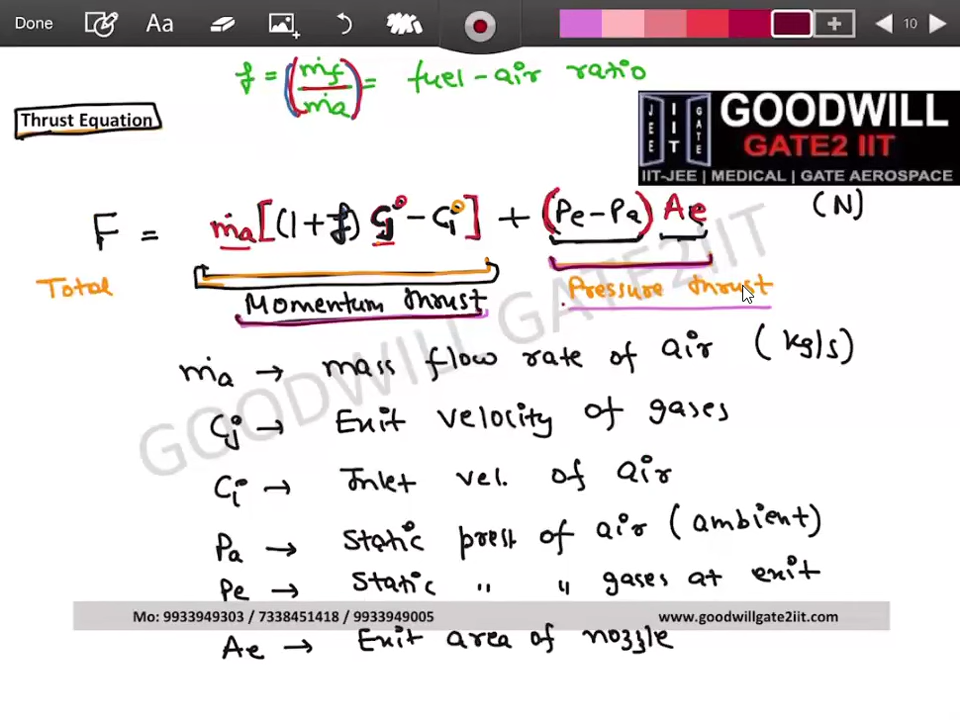 Done Aa 10
f = (ṁf/ṁa) = fuel-air ratio
Thrust Equation
JEE IIT GATE
GOODWILL
GATE2 IIT
IIT-JEE | MEDICAL | GATE AEROSPACE
F = ṁa[(1+f) Cj - Ci] + (Pe-Pa) Ae (N)
Total Momentum thrust Pressure thrust
ṁa → mass flow rate of air (kg/s)
Cj → Exit velocity of gases
Ci → Inlet vel. of air
Pa → Static press of air (ambient)
Pe → Static " " gases at exit
Mo: 9933949303 / 7338451418 / 9933949005 www.goodwillgate2iit.com
Ae → Exit area of nozzle
GOODWILL GATE2IIT